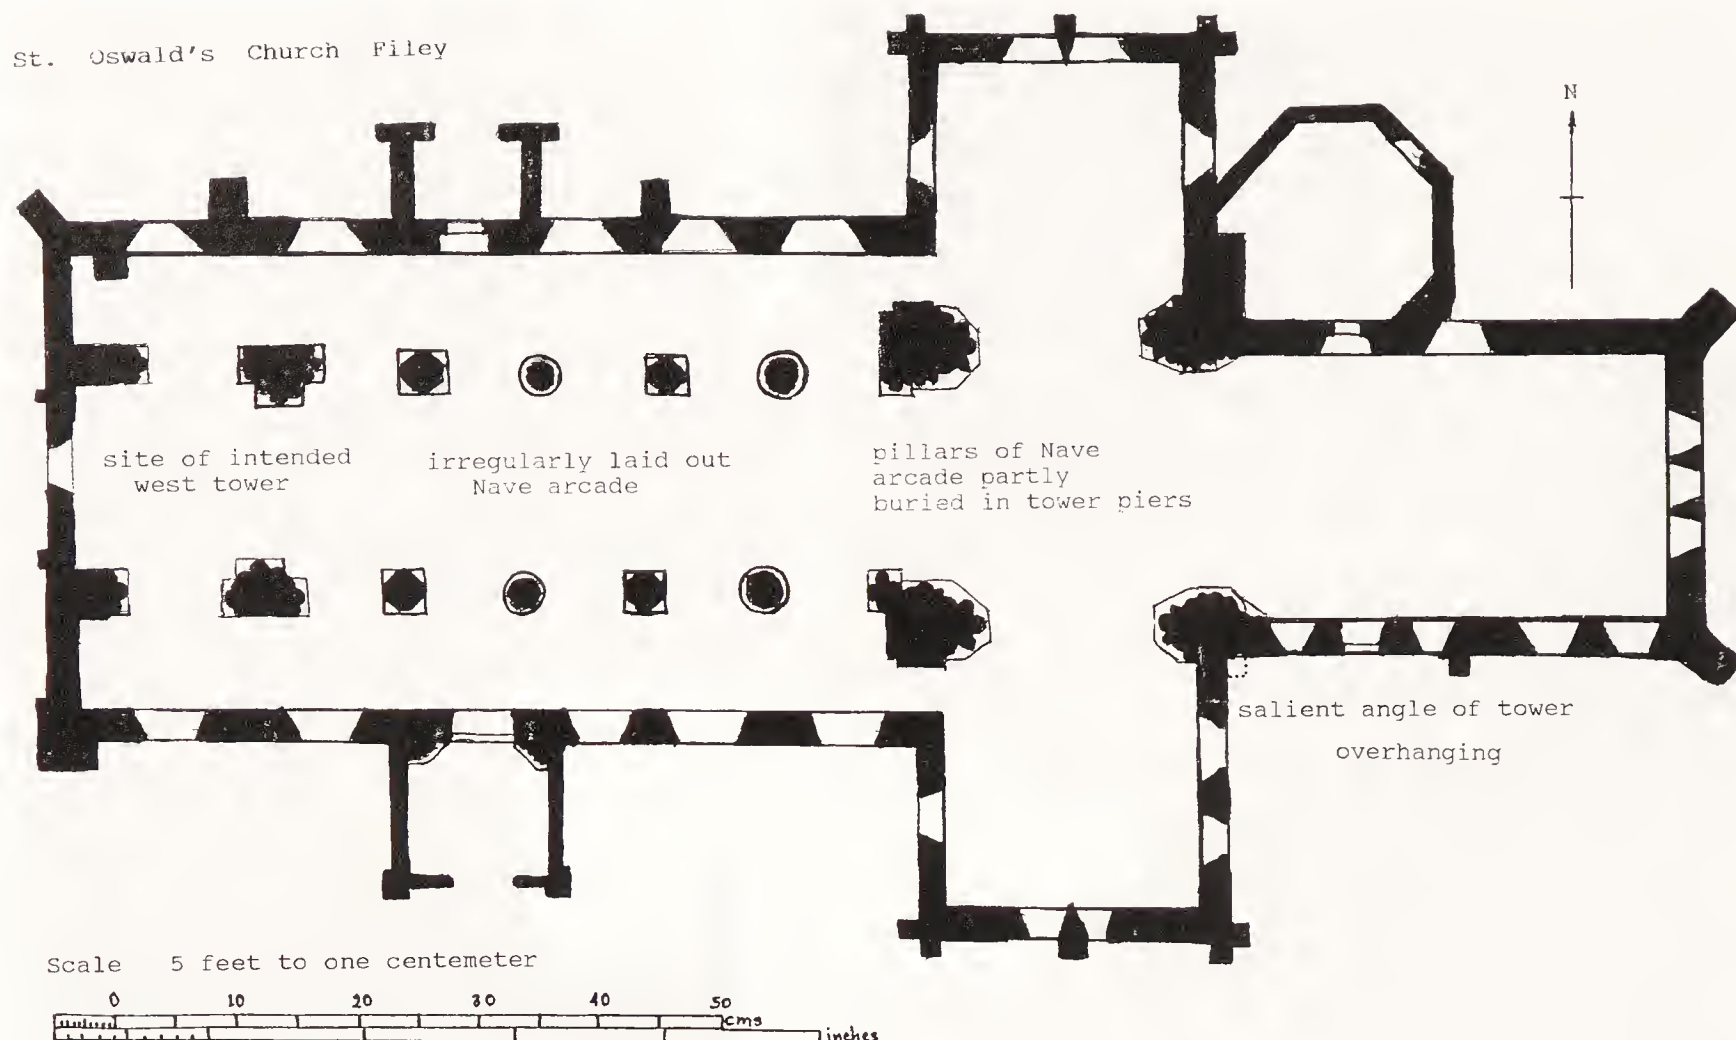 St. Oswald's Church Filey
N
site of intended
west tower
irregularly laid out
Nave arcade
pillars of Nave
arcade partly
buried in tower piers
salient angle of tower
overhanging
Scale 5 feet to one centemeter
0 10 20 30 40 50
cms
inches